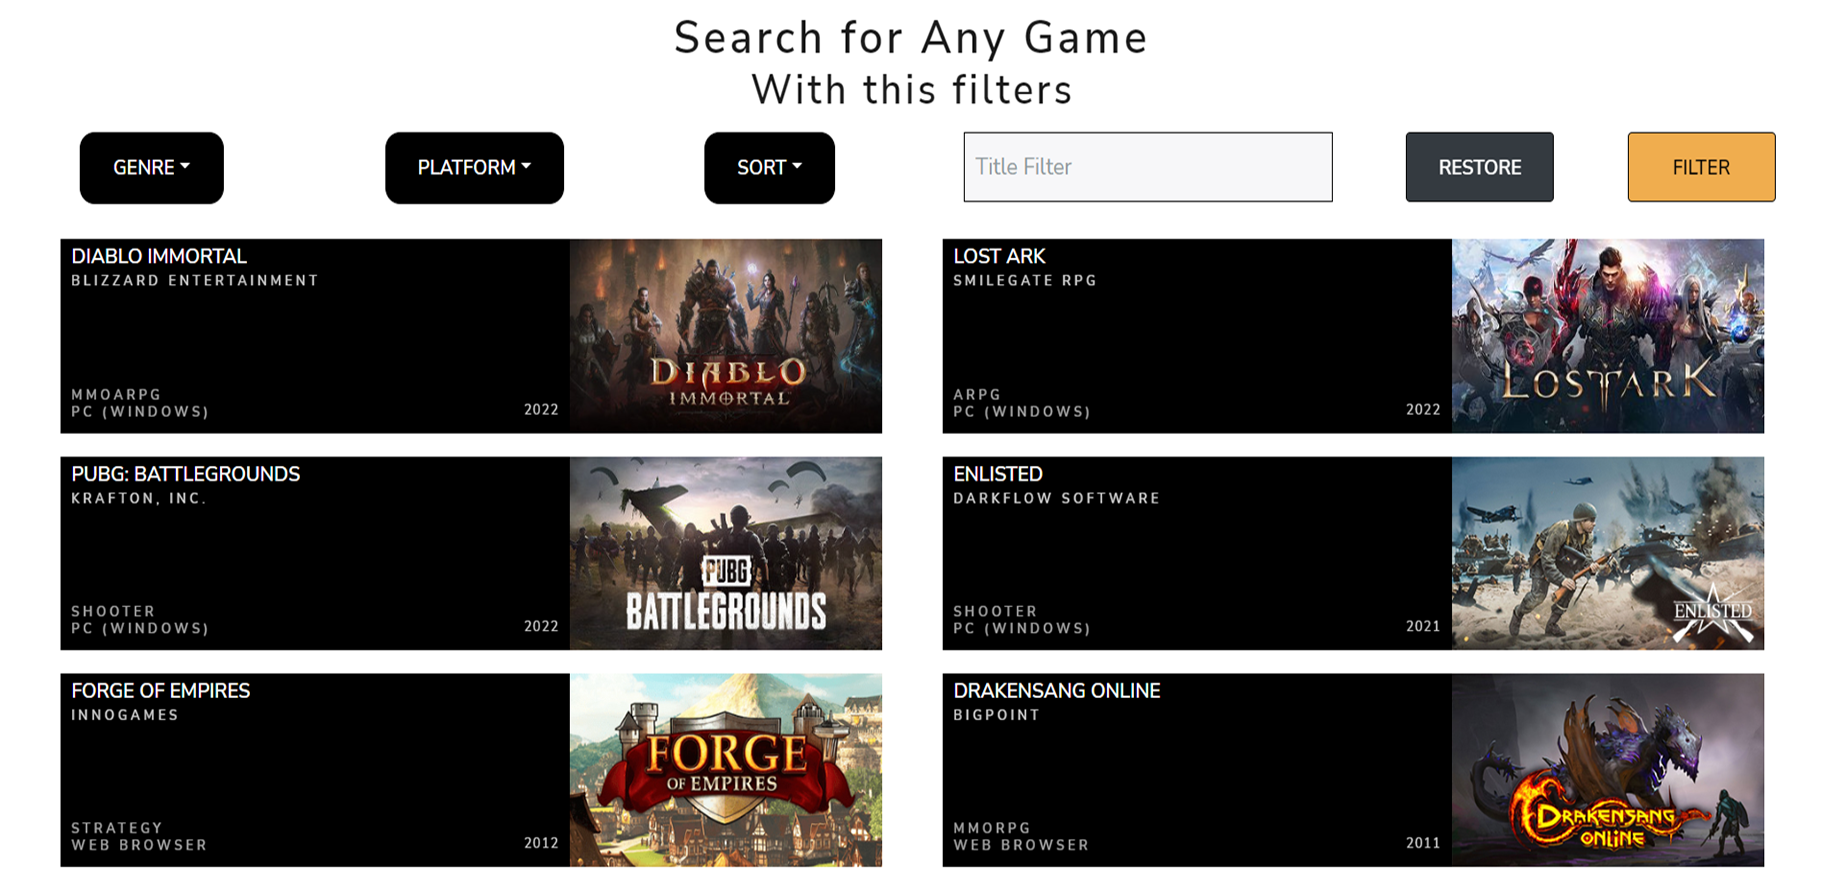 Search for Any Game
With this filters
GENRE
PLATFORM
SORT
Title Filter
RESTORE
FILTER
DIABLO IMMORTAL
BLIZZARD ENTERTAINMENT
MMOARPG
PC (WINDOWS)
2022
DIABLO
IMMORTAL
LOST ARK
SMILEGATE RPG
ARPG
PC (WINDOWS)
2022
LOST ARK
PUBG: BATTLEGROUNDS
KRAFTON, INC.
SHOOTER
PC (WINDOWS)
2022
PUBG
BATTLEGROUNDS
ENLISTED
DARKFLOW SOFTWARE
SHOOTER
PC (WINDOWS)
2021
ENLISTED
FORGE OF EMPIRES
INNOGAMES
STRATEGY
WEB BROWSER
2012
FORGE
OF EMPIRES
DRAKENSANG ONLINE
BIGPOINT
MMORPG
WEB BROWSER
2011
DRAKENSANG
ONLINE